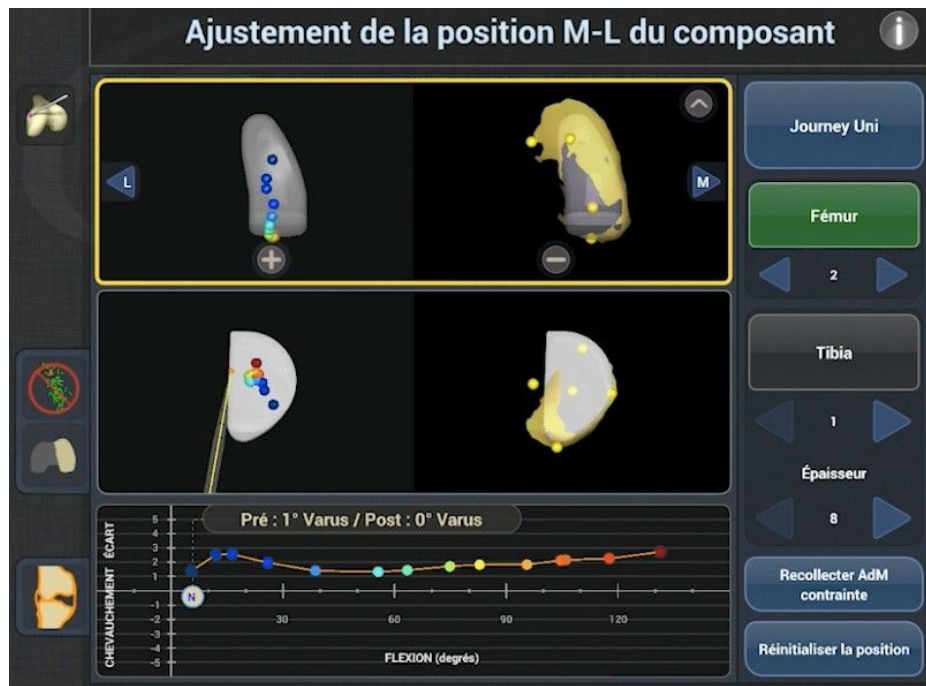 Ajustement de la position M-L du composant
i
L
M
Journey Uni
Fémur
2
Tibia
1
Épaisseur
8
Recollecter AdM
contrainte
Réinitialiser la position
Pré : 1° Varus / Post : 0° Varus
CHEVAUCHEMENT ÉCART
5
4
3
2
1
-1
-2
-3
-4
-5
N
30
60
90
120
FLEXION (degrés)